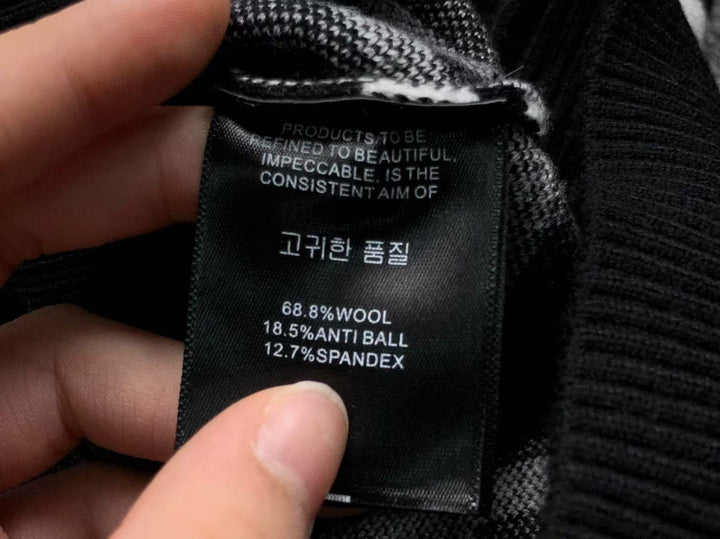 PRODUCTS TO BE
REFINED TO BEAUTIFUL,
IMPECCABLE, IS THE
CONSISTENT AIM OF
고귀한 품질
68.8%WOOL
18.5%ANTI BALL
12.7%SPANDEX